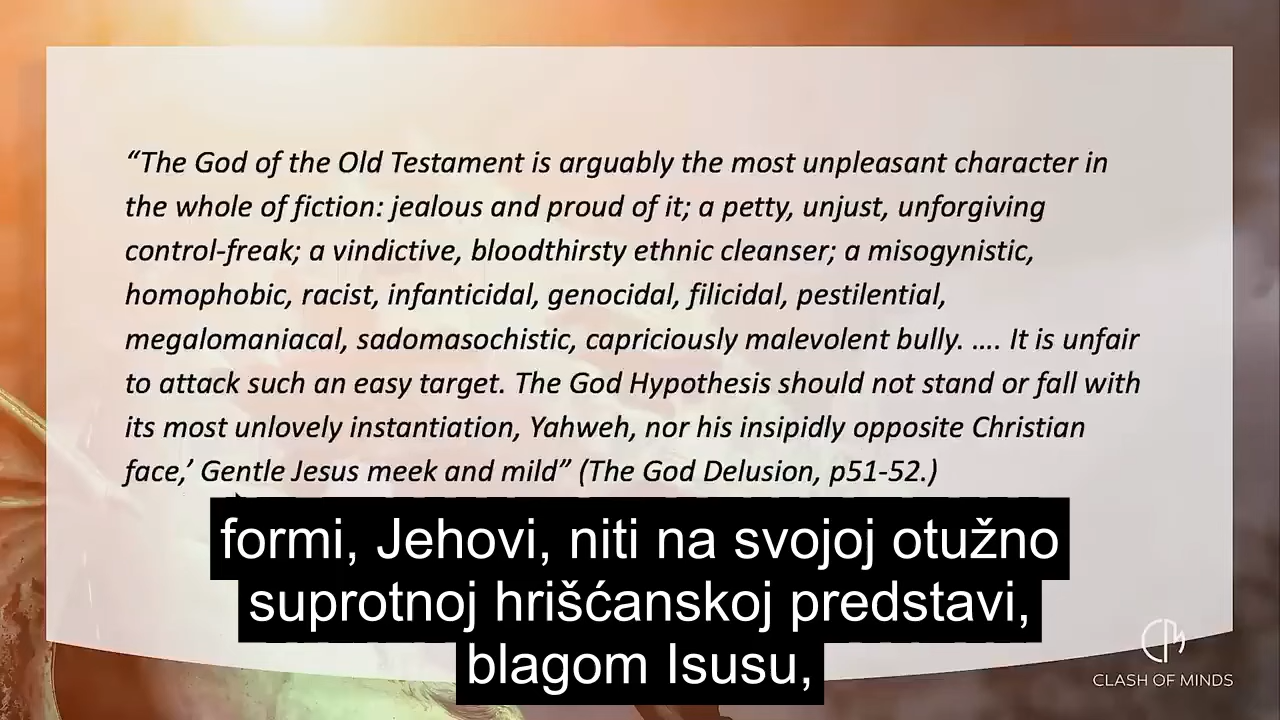 “The God of the Old Testament is arguably the most unpleasant character in
the whole of fiction: jealous and proud of it; a petty, unjust, unforgiving
control-freak; a vindictive, bloodthirsty ethnic cleanser; a misogynistic,
homophobic, racist, infanticidal, genocidal, filicidal, pestilential,
megalomaniacal, sadomasochistic, capriciously malevolent bully. …. It is unfair
to attack such an easy target. The God Hypothesis should not stand or fall with
its most unlovely instantiation, Yahweh, nor his insipidly opposite Christian
face,’ Gentle Jesus meek and mild” (The God Delusion, p51-52.)
formi, Jehovi, niti na svojoj otužno
suprotnoj hrišćanskoj predstavi,
blagom Isusu,
CLASH OF MINDS